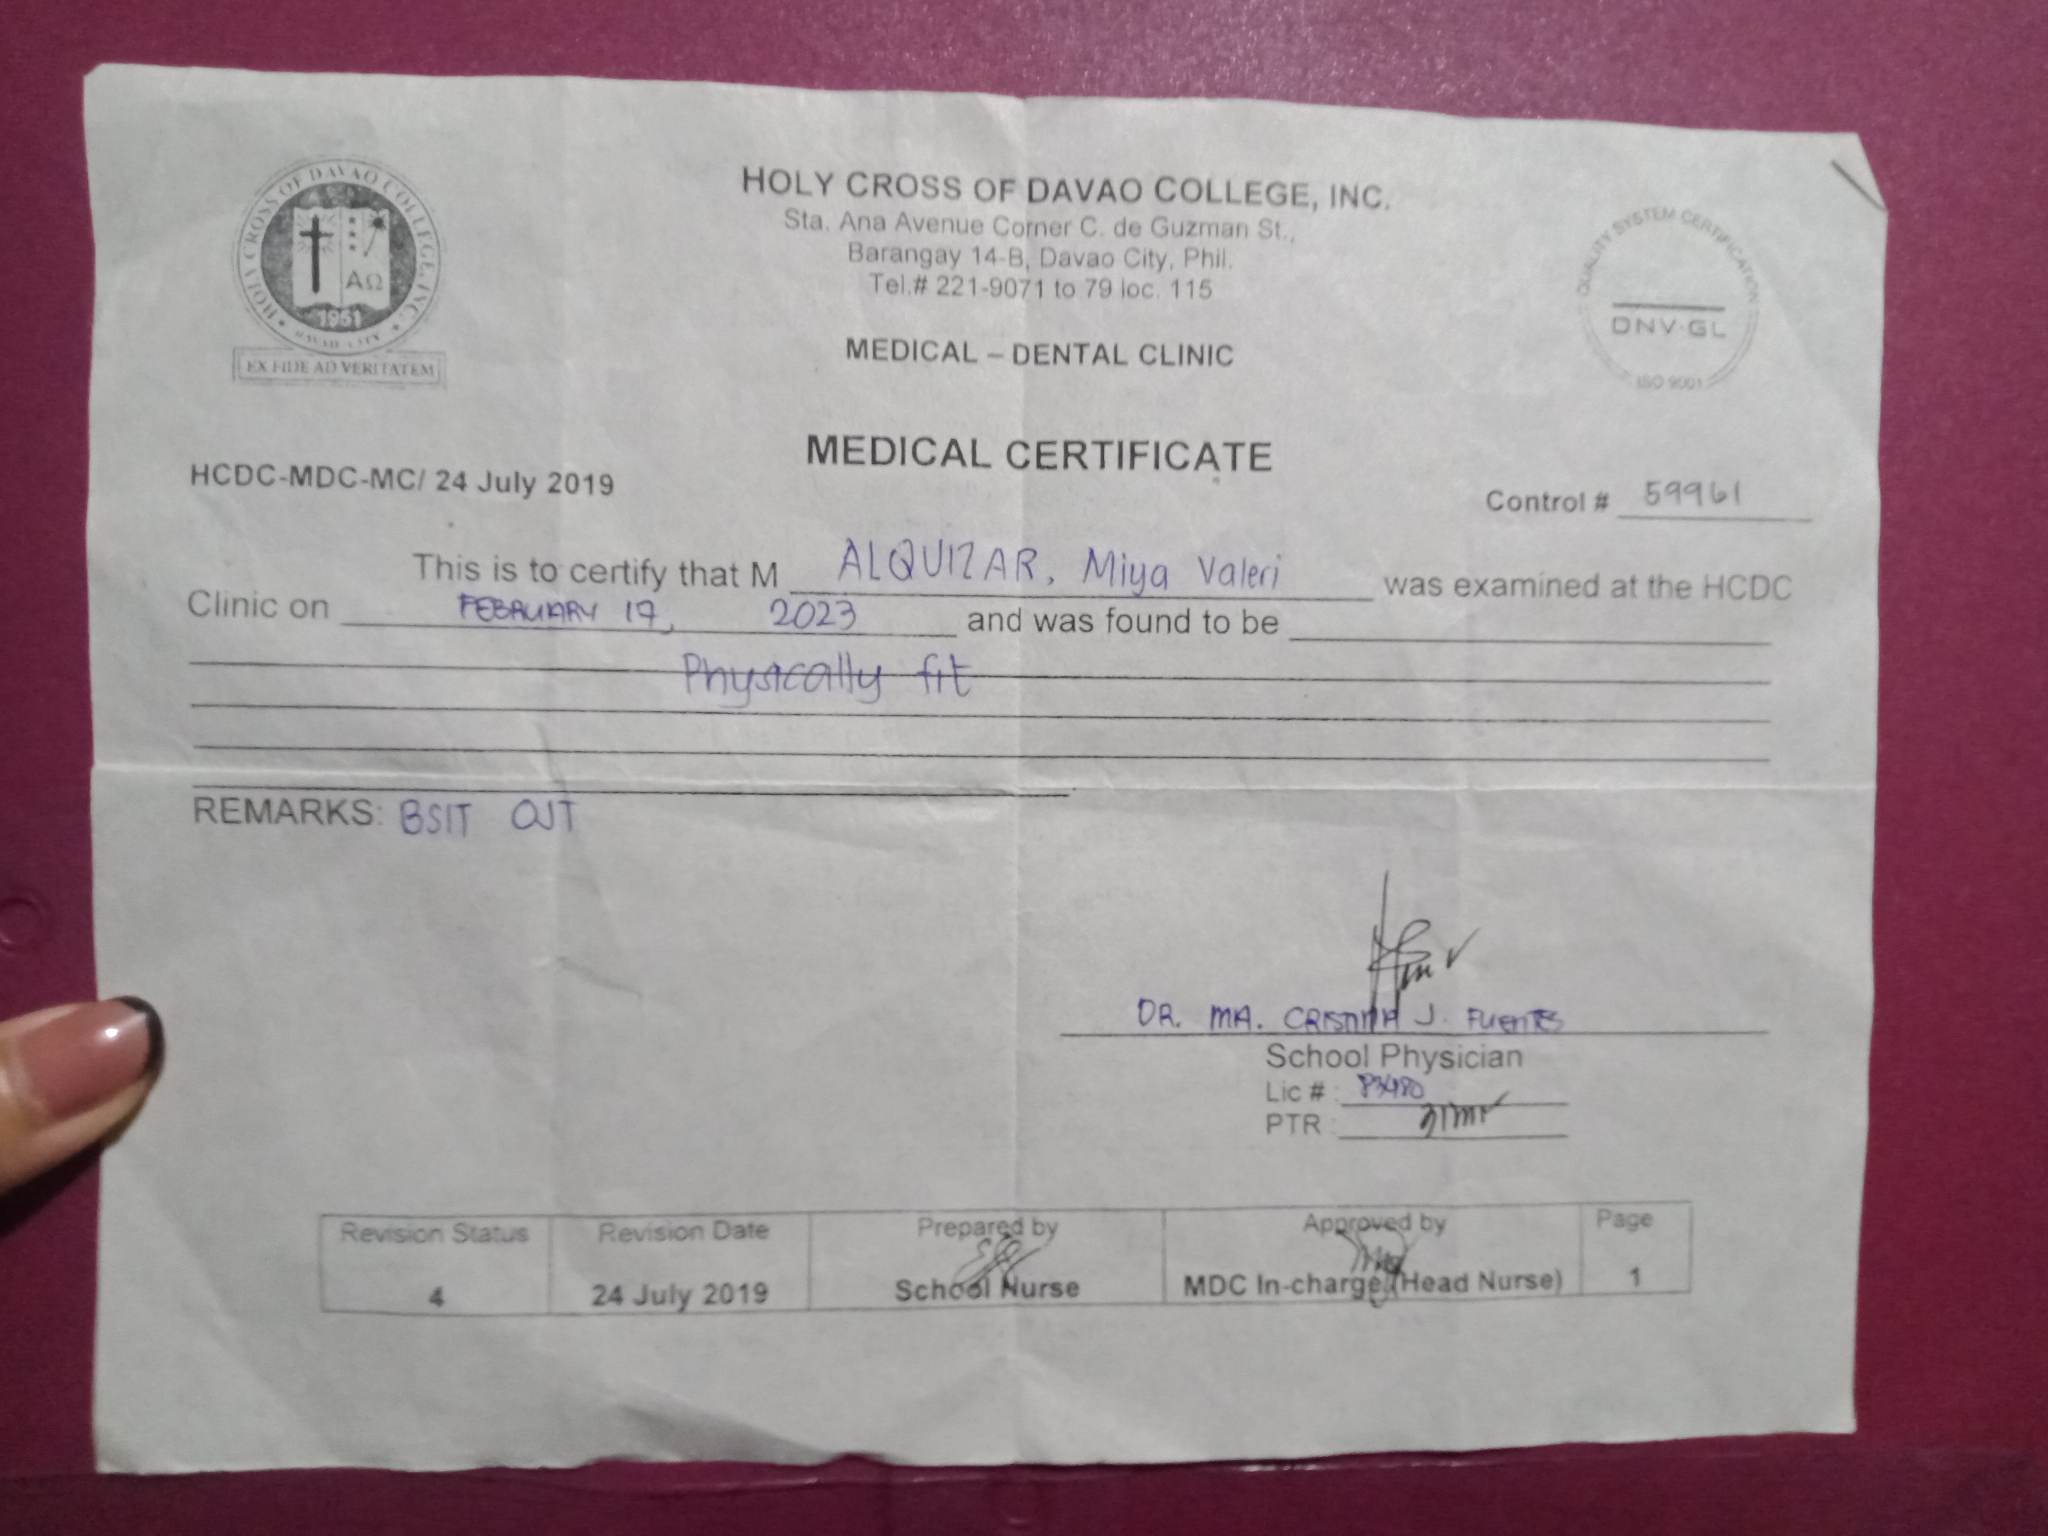 HOLY CROSS OF DAVAO COLLEGE, INC.
Sta. Ana Avenue Corner C. de Guzman St.,
Barangay 14-B, Davao City, Phil.
Tel.# 221-9071 to 79 loc. 115
HOLY CROSS OF DAVAO COLLEGE, INC.
ΑΩ
1951
DAVAO CITY
EX FIDE AD VERITATEM
QUALITY SYSTEM CERTIFICATION
DNV·GL
ISO 9001
MEDICAL – DENTAL CLINIC
MEDICAL CERTIFICATE
HCDC-MDC-MC/ 24 July 2019
Control # 59961
This is to certify that M ALQUIZAR, Miya Valeri was examined at the HCDC
Clinic on FEBRUARY 17, 2023 and was found to be
Physically fit
REMARKS: BSIT OJT
DR. MA. CRISTINA J. FUENTES
School Physician
Lic # : 83480
PTR :
Revision Status Revision Date Prepared by Approved by Page
4 24 July 2019 School Nurse MDC In-charge (Head Nurse) 1